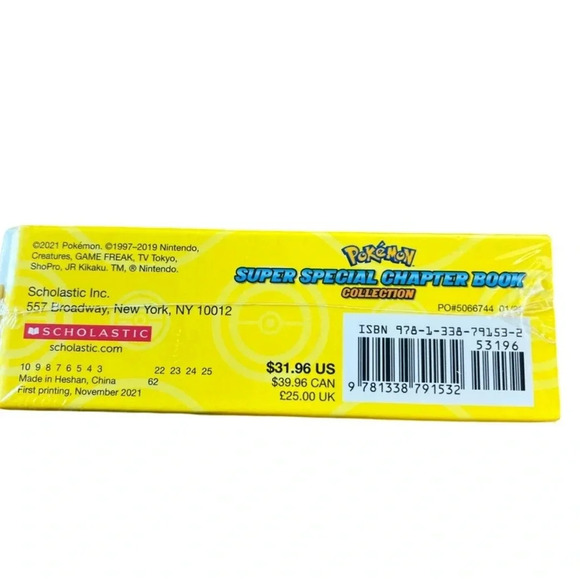 ©2021 Pokémon. ©1997–2019 Nintendo,
Creatures, GAME FREAK, TV Tokyo,
ShoPro, JR Kikaku. TM, ® Nintendo.
Scholastic Inc.
557 Broadway, New York, NY 10012
SCHOLASTIC
scholastic.com
10 9 8 7 6 5 4 3 22 23 24 25
Made in Heshan, China 62
First printing, November 2021
POKéMON
SUPER SPECIAL CHAPTER BOOK
COLLECTION
PO#5066744
$31.96 US
$39.96 CAN
£25.00 UK
ISBN 978-1-338-79153-2
53196
9 781338 791532